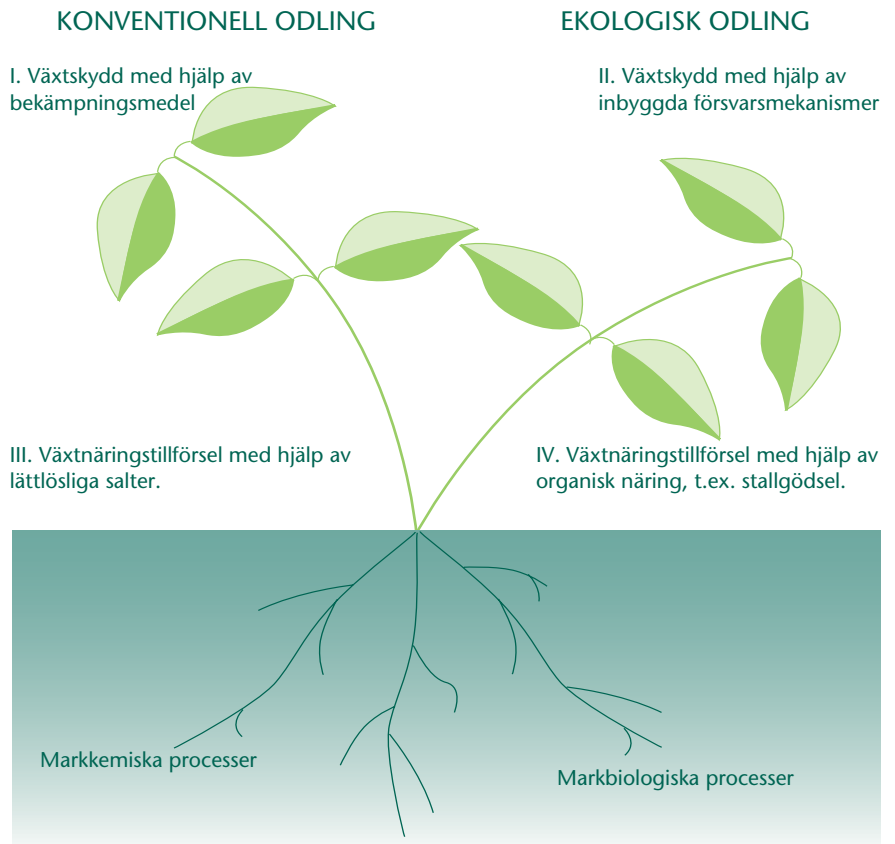 KONVENTIONELL ODLING
EKOLOGISK ODLING
I. Växtskydd med hjälp av
bekämpningsmedel
II. Växtskydd med hjälp av
inbyggda försvarsmekanismer
III. Växtnäringstillförsel med hjälp av
lättlösliga salter.
IV. Växtnäringstillförsel med hjälp av
organisk näring, t.ex. stallgödsel.
Markkemiska processer
Markbiologiska processer